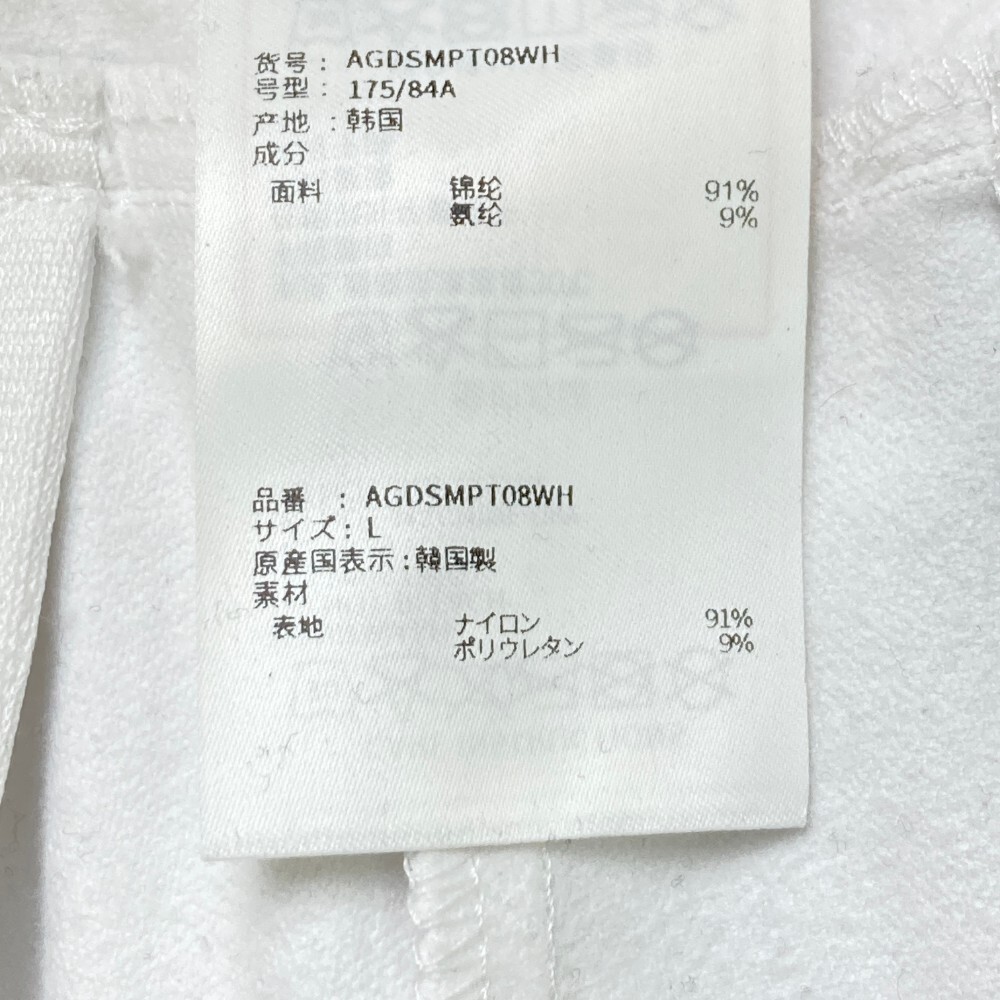 货号 : AGDSMPT08WH
号型 : 175/84A
产地 : 韩国
成分
面料 锦纶 91%
氨纶 9%
品番 : AGDSMPT08WH
サイズ : L
原産国表示 : 韓国製
素材
表地 ナイロン 91%
ポリウレタン 9%